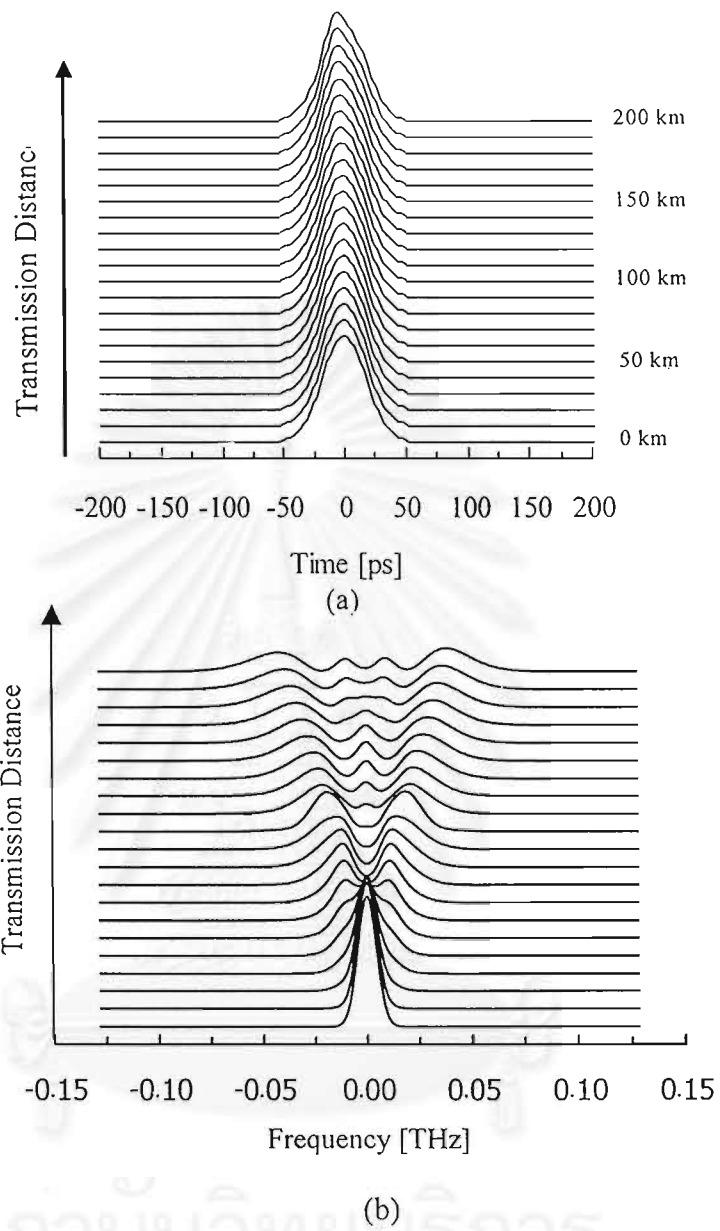 Transmission Distanc
200 km
150 km
100 km
50 km
0 km
-200 -150 -100 -50 0 50 100 150 200
Time [ps]
(a)
Transmission Distance
-0.15 -0.10 -0.05 0.00 0.05 0.10 0.15
Frequency [THz]
(b)